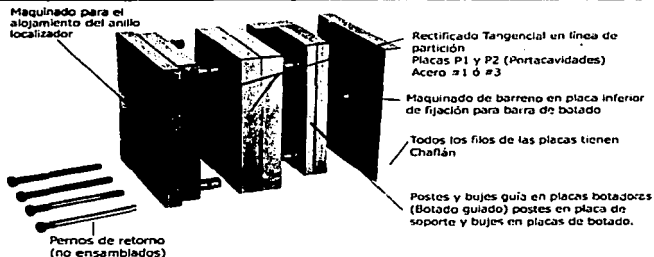 Maquinado para el
alojamiento del anillo
localizador
Rectificado Tangencial en línea de
partición
Placas P1 y P2 (Portacavidades)
Acero #1 ó #3
Maquinado de barreno en placa inferior
de fijación para barra de botado
Todos los filos de las placas tienen
Chaflán
Postes y bujes guía en placas botadoras
(Botado guiado) postes en placa de
soporte y bujes en placas de botado.
Pernos de retorno
(no ensamblados)